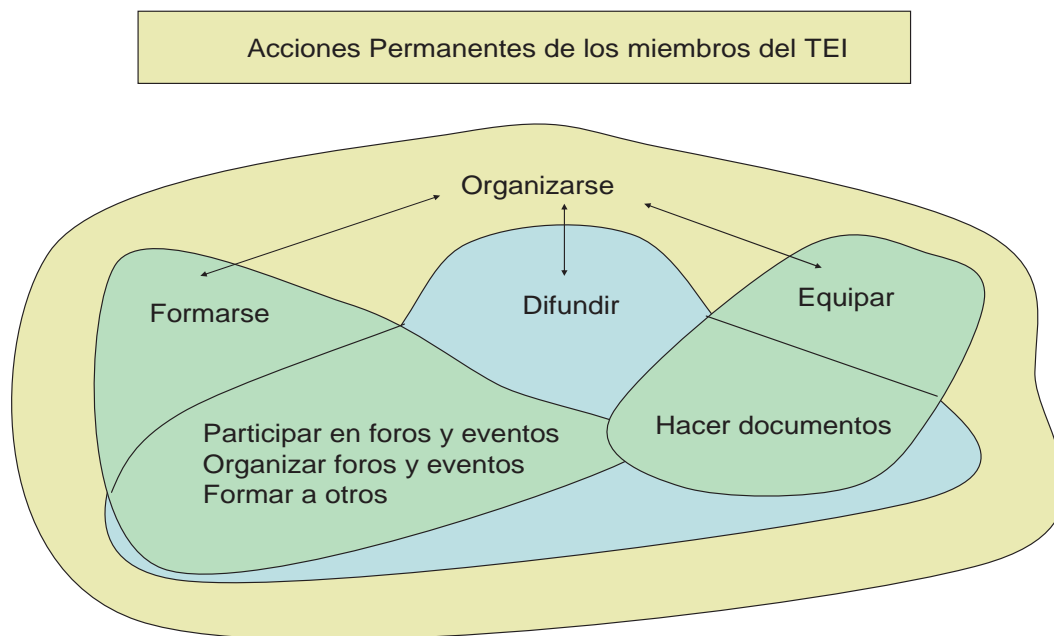 Acciones Permanentes de los miembros del TEI
Organizarse
Formarse
Difundir
Equipar
Participar en foros y eventos
Organizar foros y eventos
Formar a otros
Hacer documentos